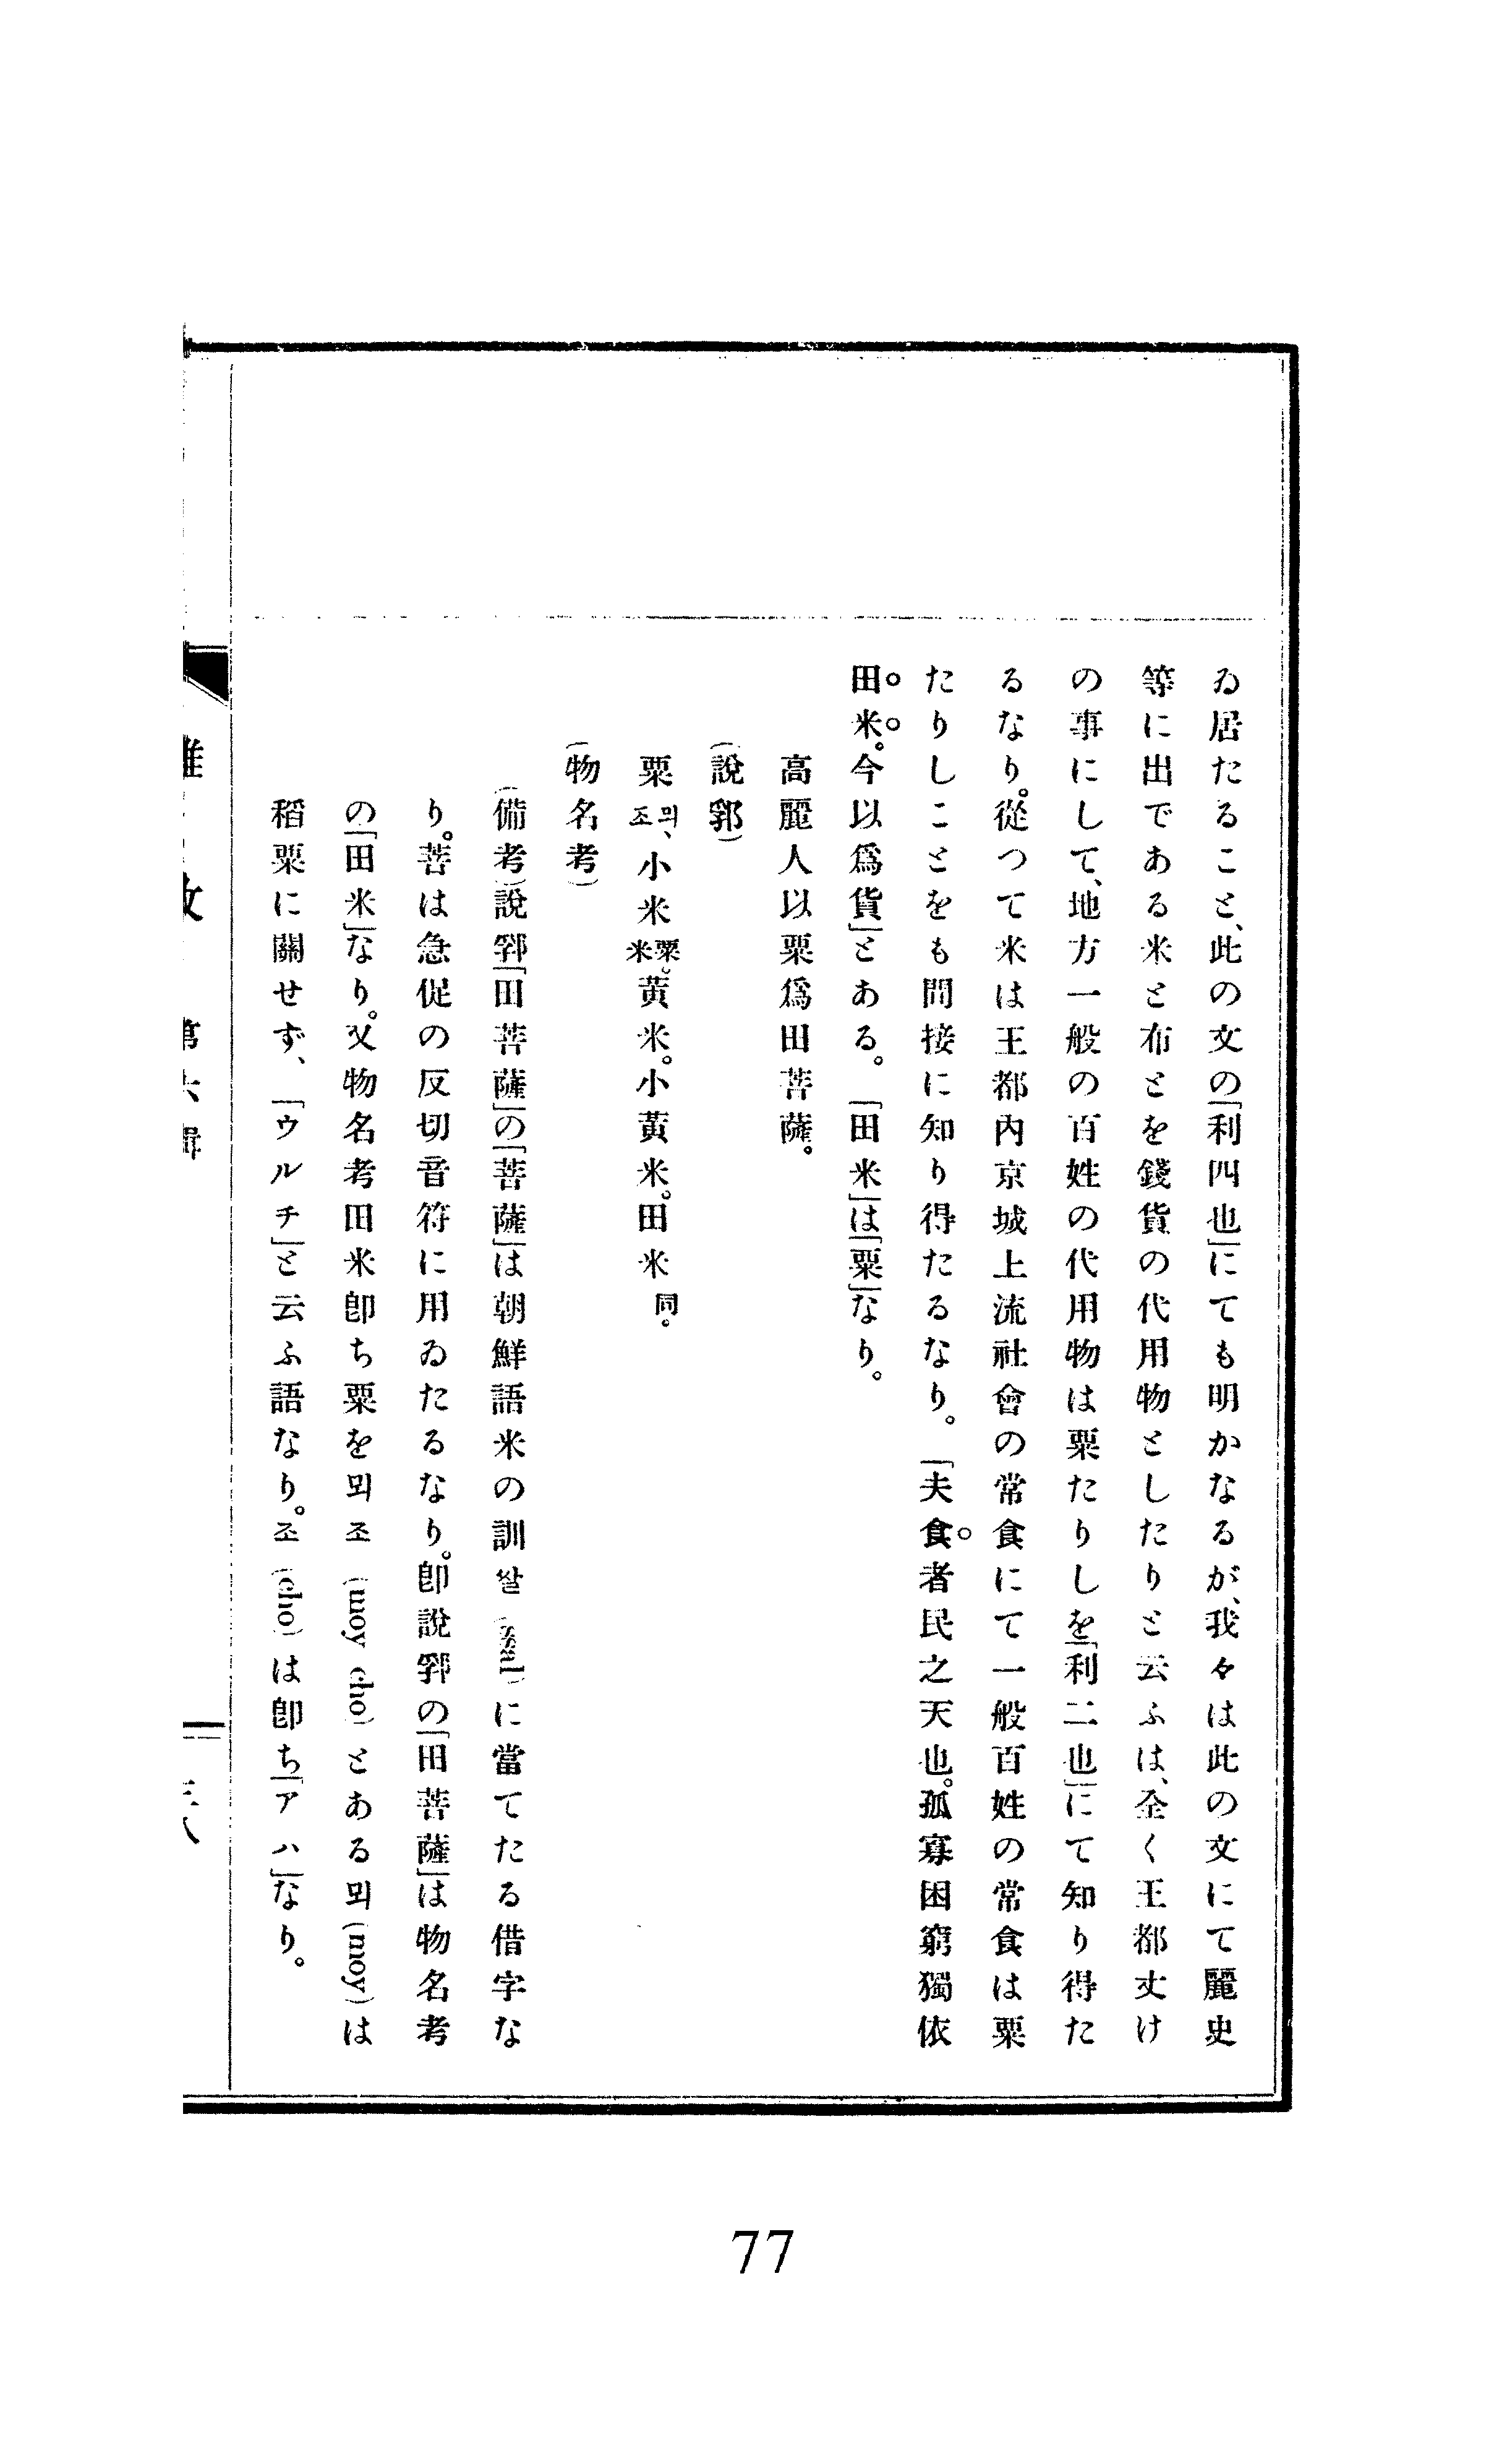 ゐ居たること、此の文の「利四也」にても明かなるが、我々は此の文にて麗史
等に出である米と布とを錢貨の代用物としたりと云ふは、全く王都丈け
の事にして、地方一般の百姓の代用物は粟たりしを「利二也」にて知り得た
るなり。從つて米は王都内京城上流社會の常食にて一般百姓の常食は粟
たりしことをも間接に知り得たるなり。「夫食者民之天也。孤寡困窮獨依
田米。今以爲貨」とある。「田米」は「粟」なり。
高麗人以粟爲田菩薩。
(說郛)
粟 뫼조、小米 粟米。黃米。小黃米。田米 同。
(物名考)
(備考)說郛「田菩薩」の「菩薩」は朝鮮語米の訓쌀 (ssal)に當てたる借字な
り。菩は急促の反切音符に用ゐたるなり。卽說郛の「田菩薩」は物名考
の「田米」なり。又物名考田米卽ち粟を뫼조 (moy cho)とある뫼(moy)は
稻粟に關せず、「ウルチ」と云ふ語なり。조 (cho)は卽ち「アハ」なり。
第六輯
三八
77